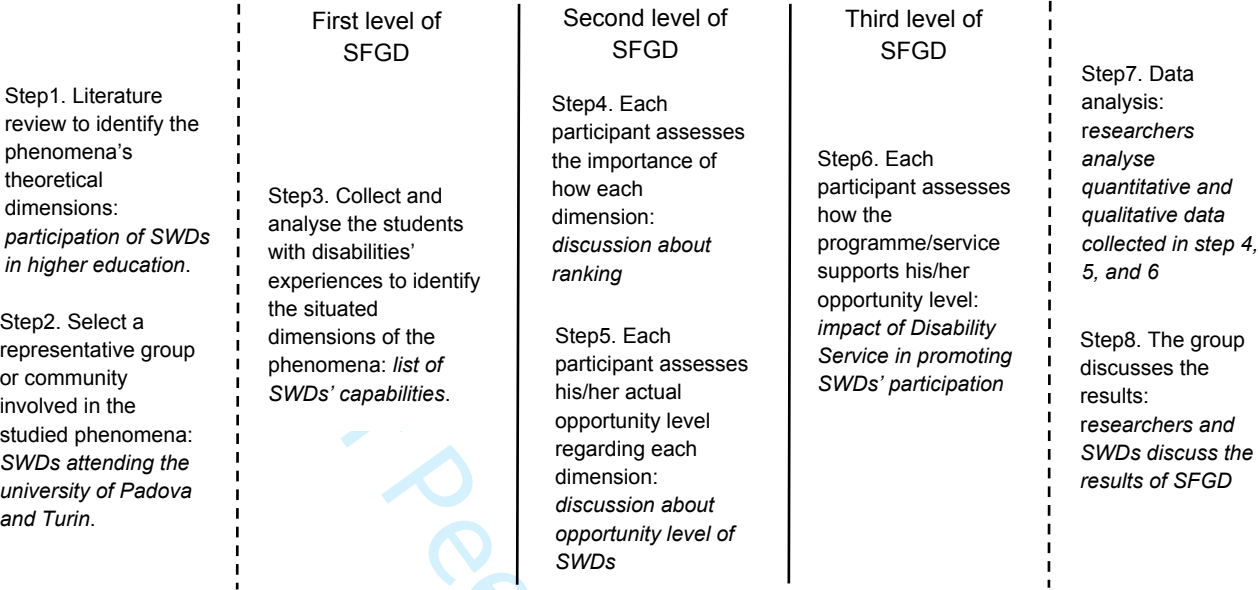 Step1. Literature
review to identify the
phenomena's
theoretical
dimensions:
participation of SWDs
in higher education.
Step2. Select a
representative group
or community
involved in the
studied phenomena:
SWDs attending the
university of Padova
and Turin.
First level of
SFGD
Step3. Collect and
analyse the students
with disabilities'
experiences to identify
the situated
dimensions of the
phenomena: list of
SWDs' capabilities.
Second level of
SFGD
Step4. Each
participant assesses
the importance of
how each
dimension:
discussion about
ranking
Step5. Each
participant assesses
his/her actual
opportunity level
regarding each
dimension:
discussion about
opportunity level of
SWDs
Third level of
SFGD
Step6. Each
participant assesses
how the
programme/service
supports his/her
opportunity level:
impact of Disability
Service in promoting
SWDs' participation
Step7. Data
analysis:
researchers
analyse
quantitative and
qualitative data
collected in step 4,
5, and 6
Step8. The group
discusses the
results:
researchers and
SWDs discuss the
results of SFGD